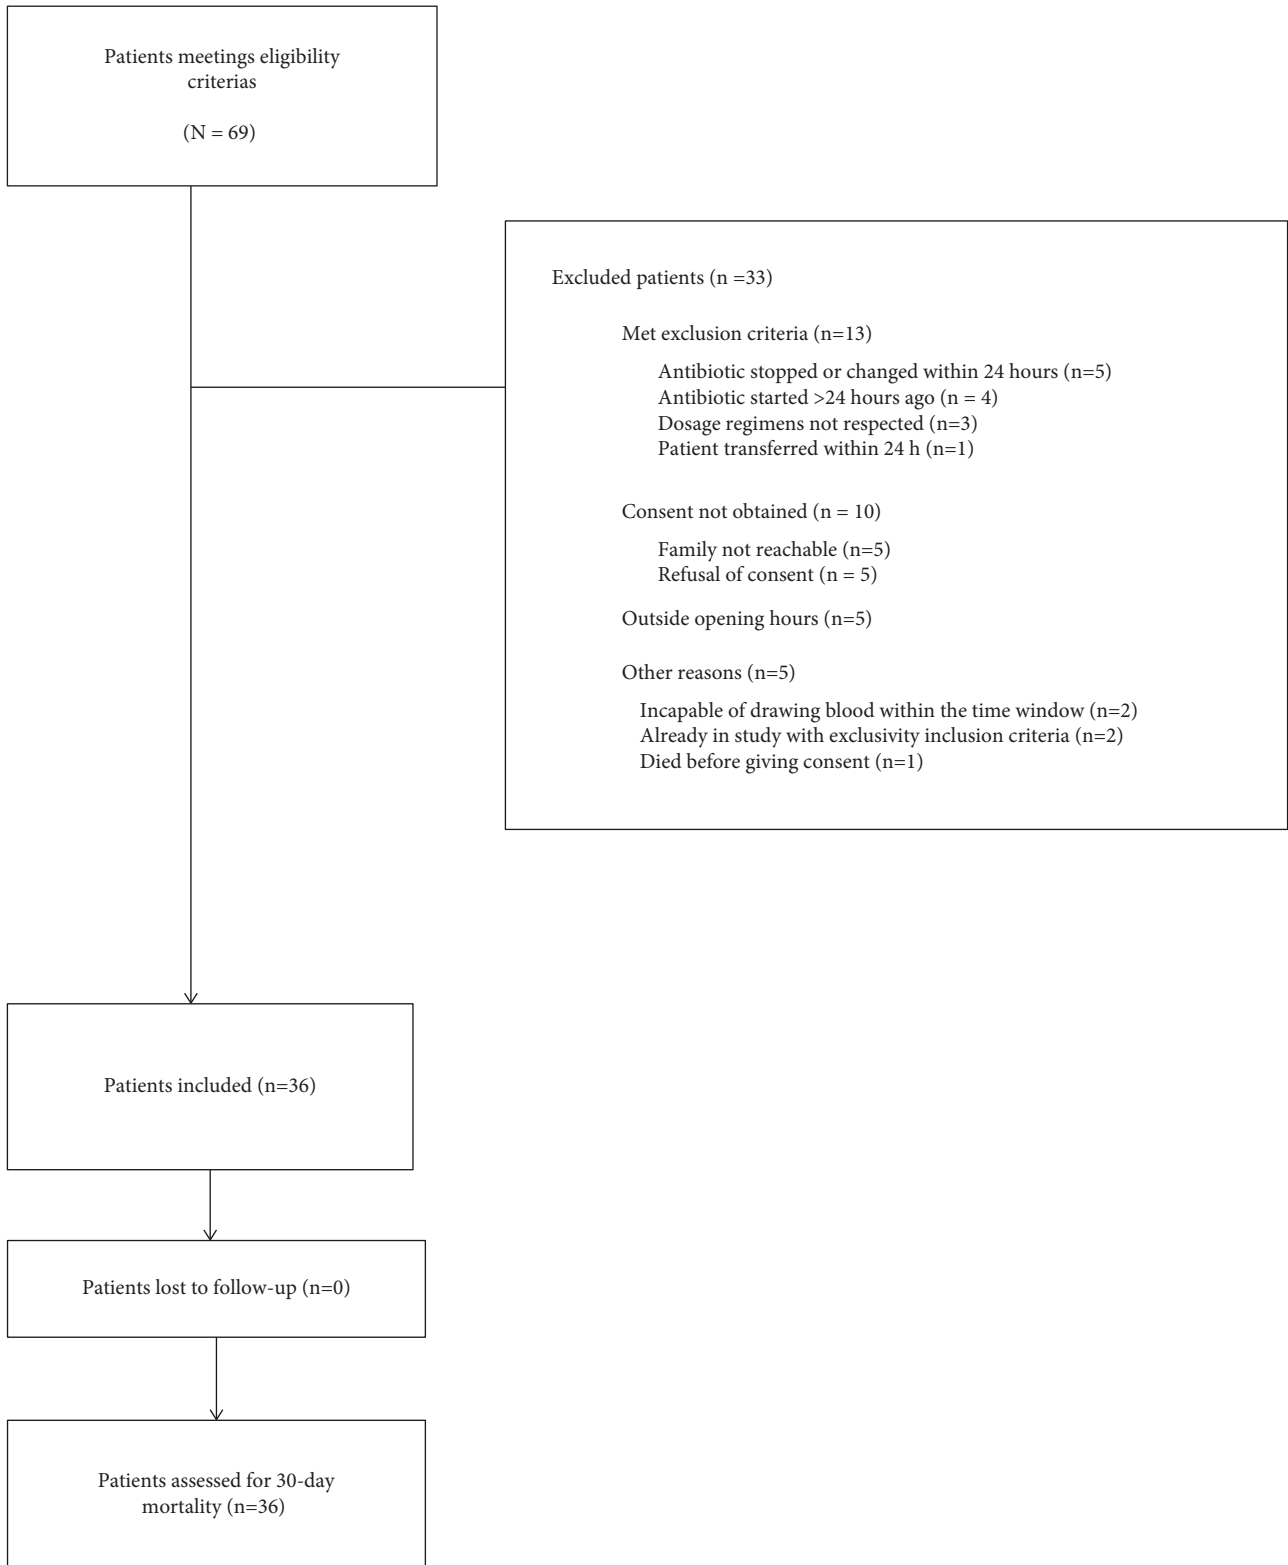 Patients meetings eligibility
criterias
(N = 69)
Excluded patients (n =33)
Met exclusion criteria (n=13)
Antibiotic stopped or changed within 24 hours (n=5)
Antibiotic started >24 hours ago (n = 4)
Dosage regimens not respected (n=3)
Patient transferred within 24 h (n=1)
Consent not obtained (n = 10)
Family not reachable (n=5)
Refusal of consent (n = 5)
Outside opening hours (n=5)
Other reasons (n=5)
Incapable of drawing blood within the time window (n=2)
Already in study with exclusivity inclusion criteria (n=2)
Died before giving consent (n=1)
Patients included (n=36)
Patients lost to follow-up (n=0)
Patients assessed for 30-day
mortality (n=36)